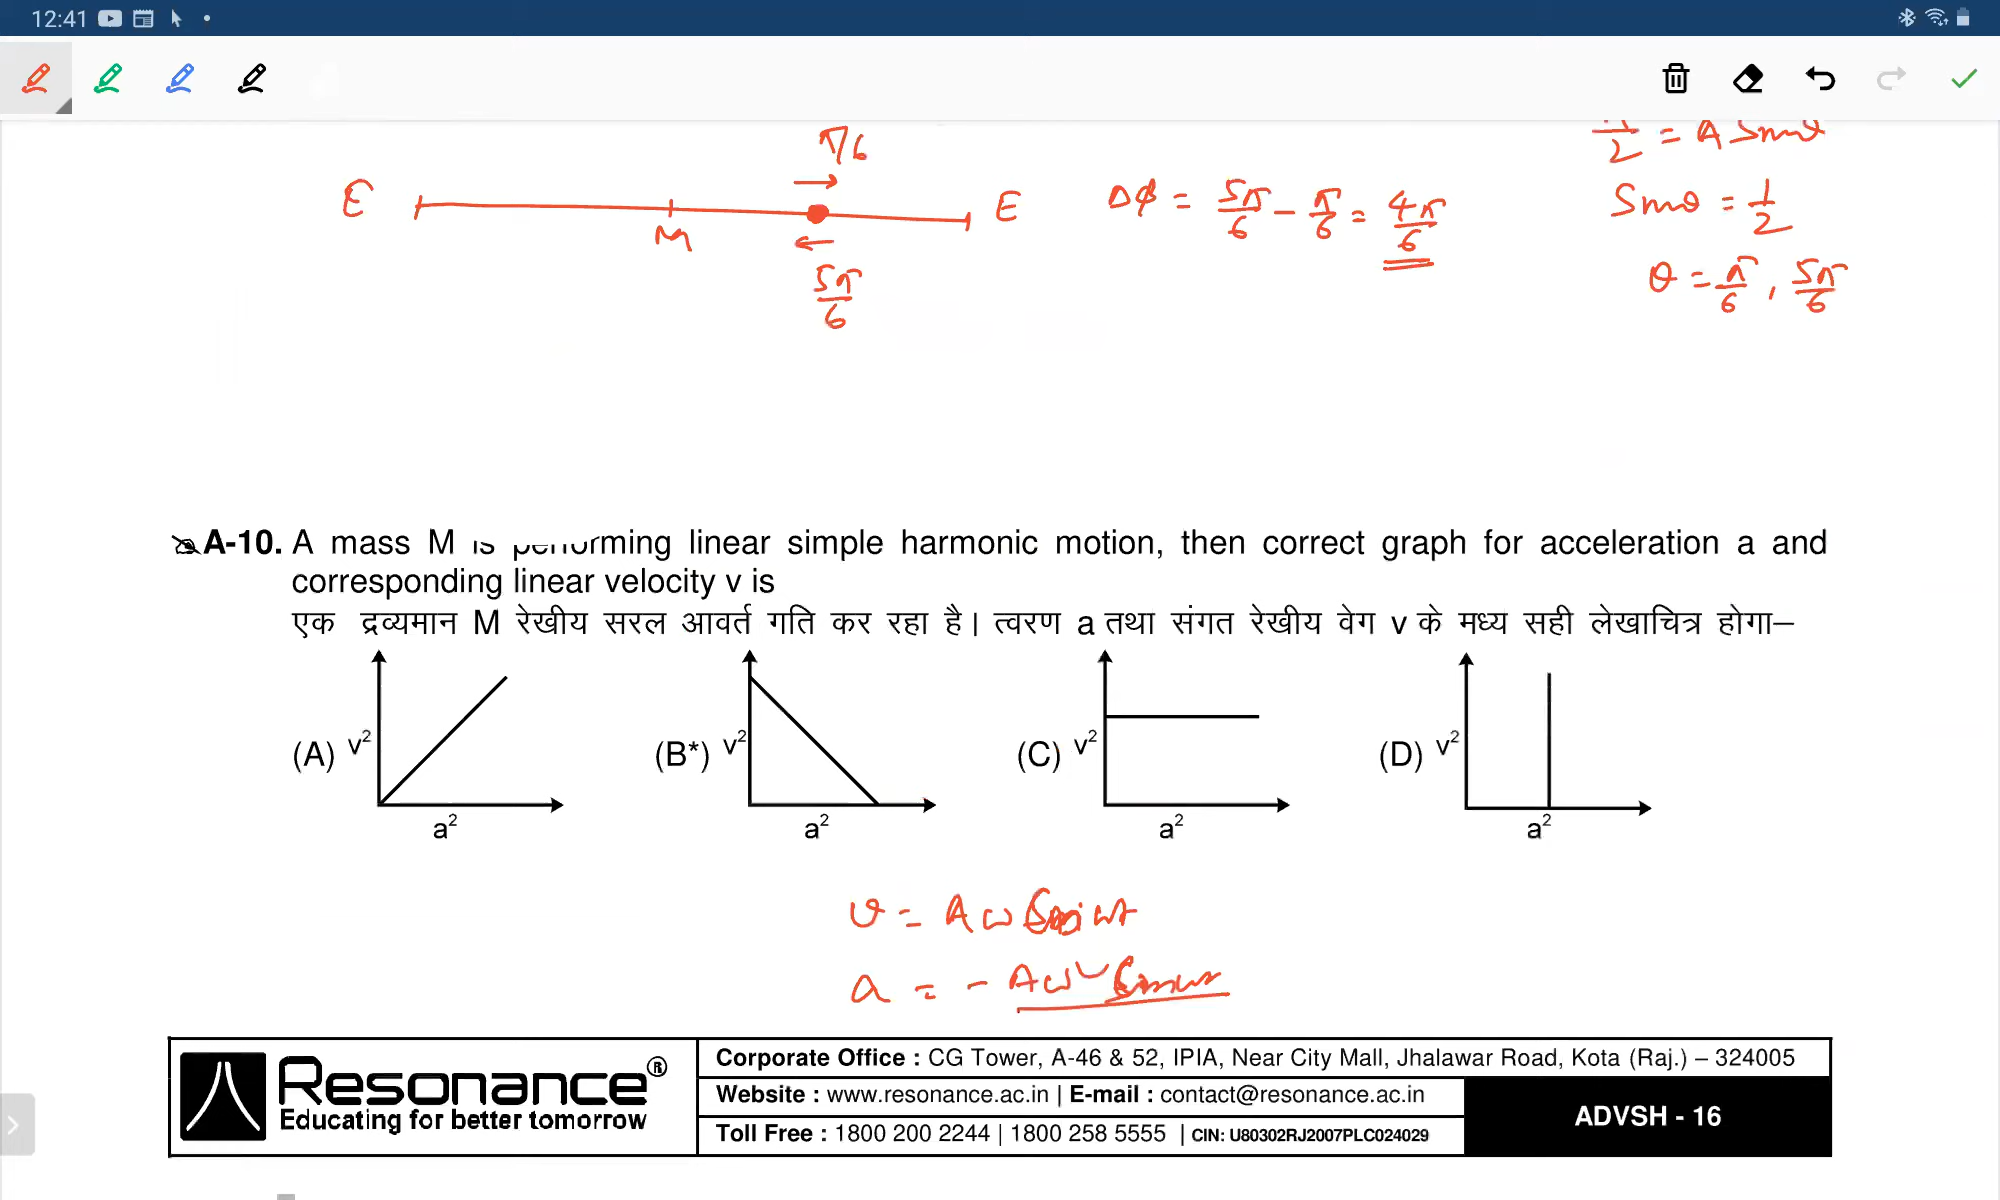 12:41
π/6
= A Sinθ
2
E
E
M
Δφ = 5π/6 - π/6 = 4π/6
Sinθ = 1/2
5π/6
θ = π/6, 5π/6
A-10. A mass M is performing linear simple harmonic motion, then correct graph for acceleration a and
corresponding linear velocity v is
एक द्रव्यमान M रेखीय सरल आवर्त गति कर रहा है। त्वरण a तथा संगत रेखीय वेग v के मध्य सही लेखाचित्र होगा–
(A) v² a²
(B*) v² a²
(C) v² a²
(D) v² a²
v = Aω
a = - Aω² Sinωt
Resonance®
Educating for better tomorrow
Corporate Office : CG Tower, A-46 & 52, IPIA, Near City Mall, Jhalawar Road, Kota (Raj.) – 324005
Website : www.resonance.ac.in | E-mail : contact@resonance.ac.in
Toll Free : 1800 200 2244 | 1800 258 5555 | CIN: U80302RJ2007PLC024029
ADVSH - 16